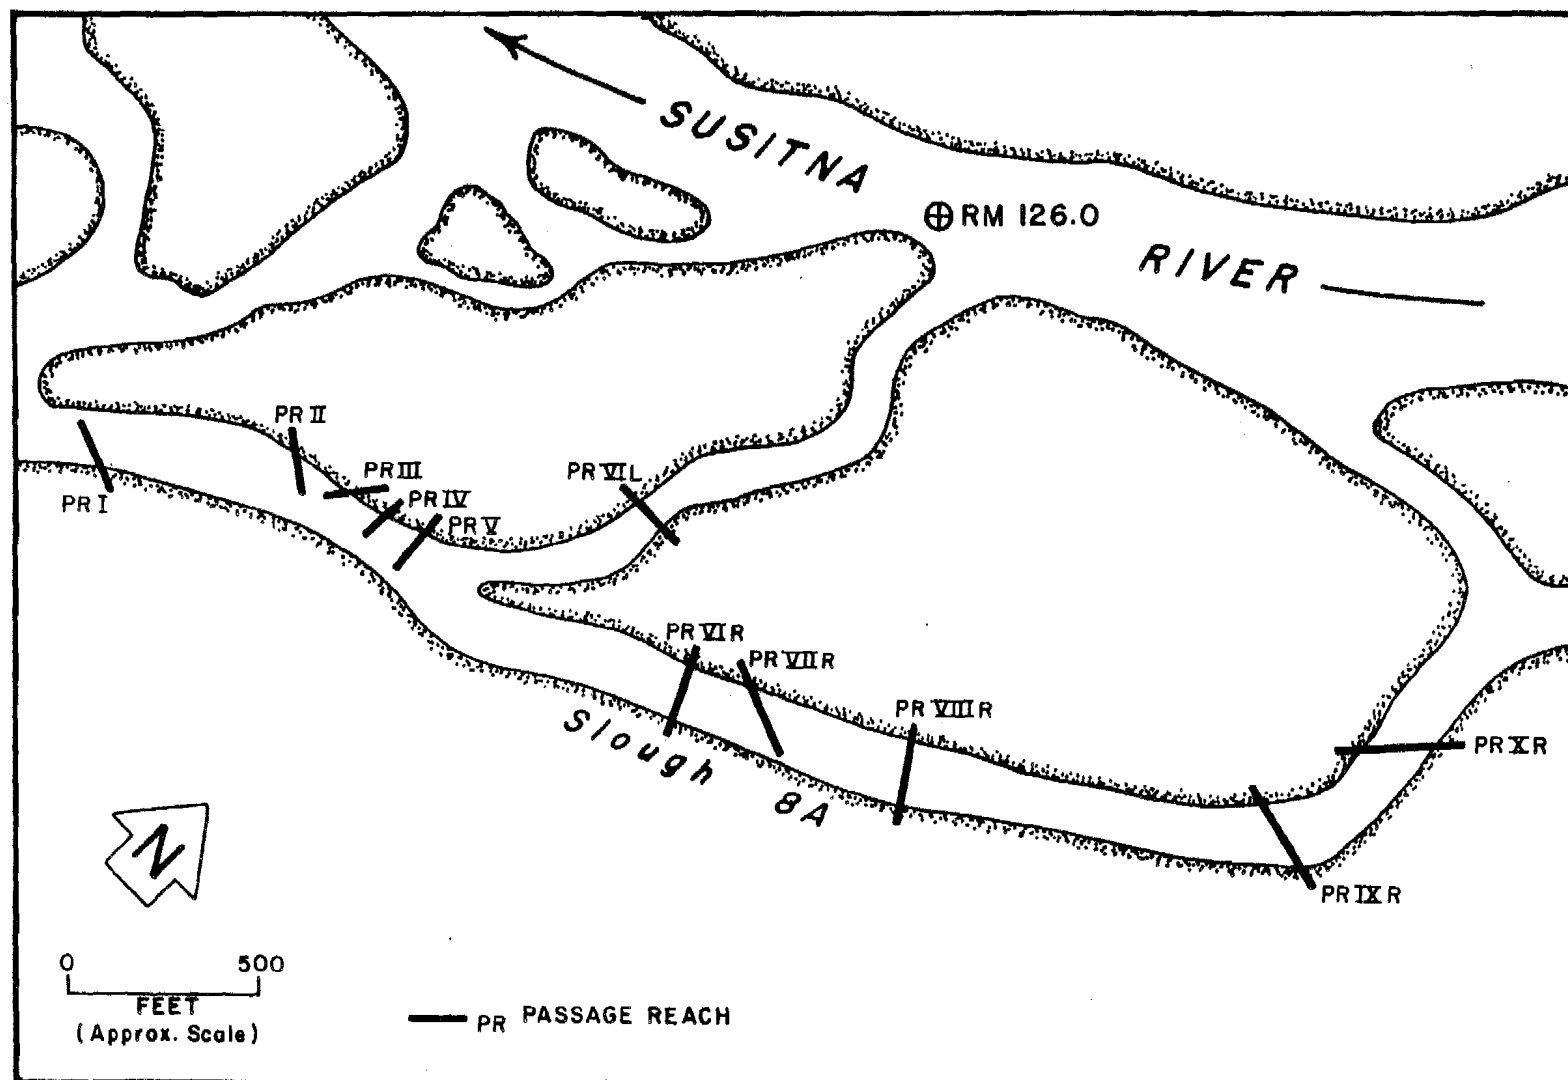 SUSITNA
RM 126.0
RIVER
PR II
PR III
PR VI L
PR IV
PR I
PR V
PR VI R
PR VII R
PR VIII R
Slough 8A
PR X R
N
PR IX R
0 500
FEET
(Approx. Scale)
PR PASSAGE REACH